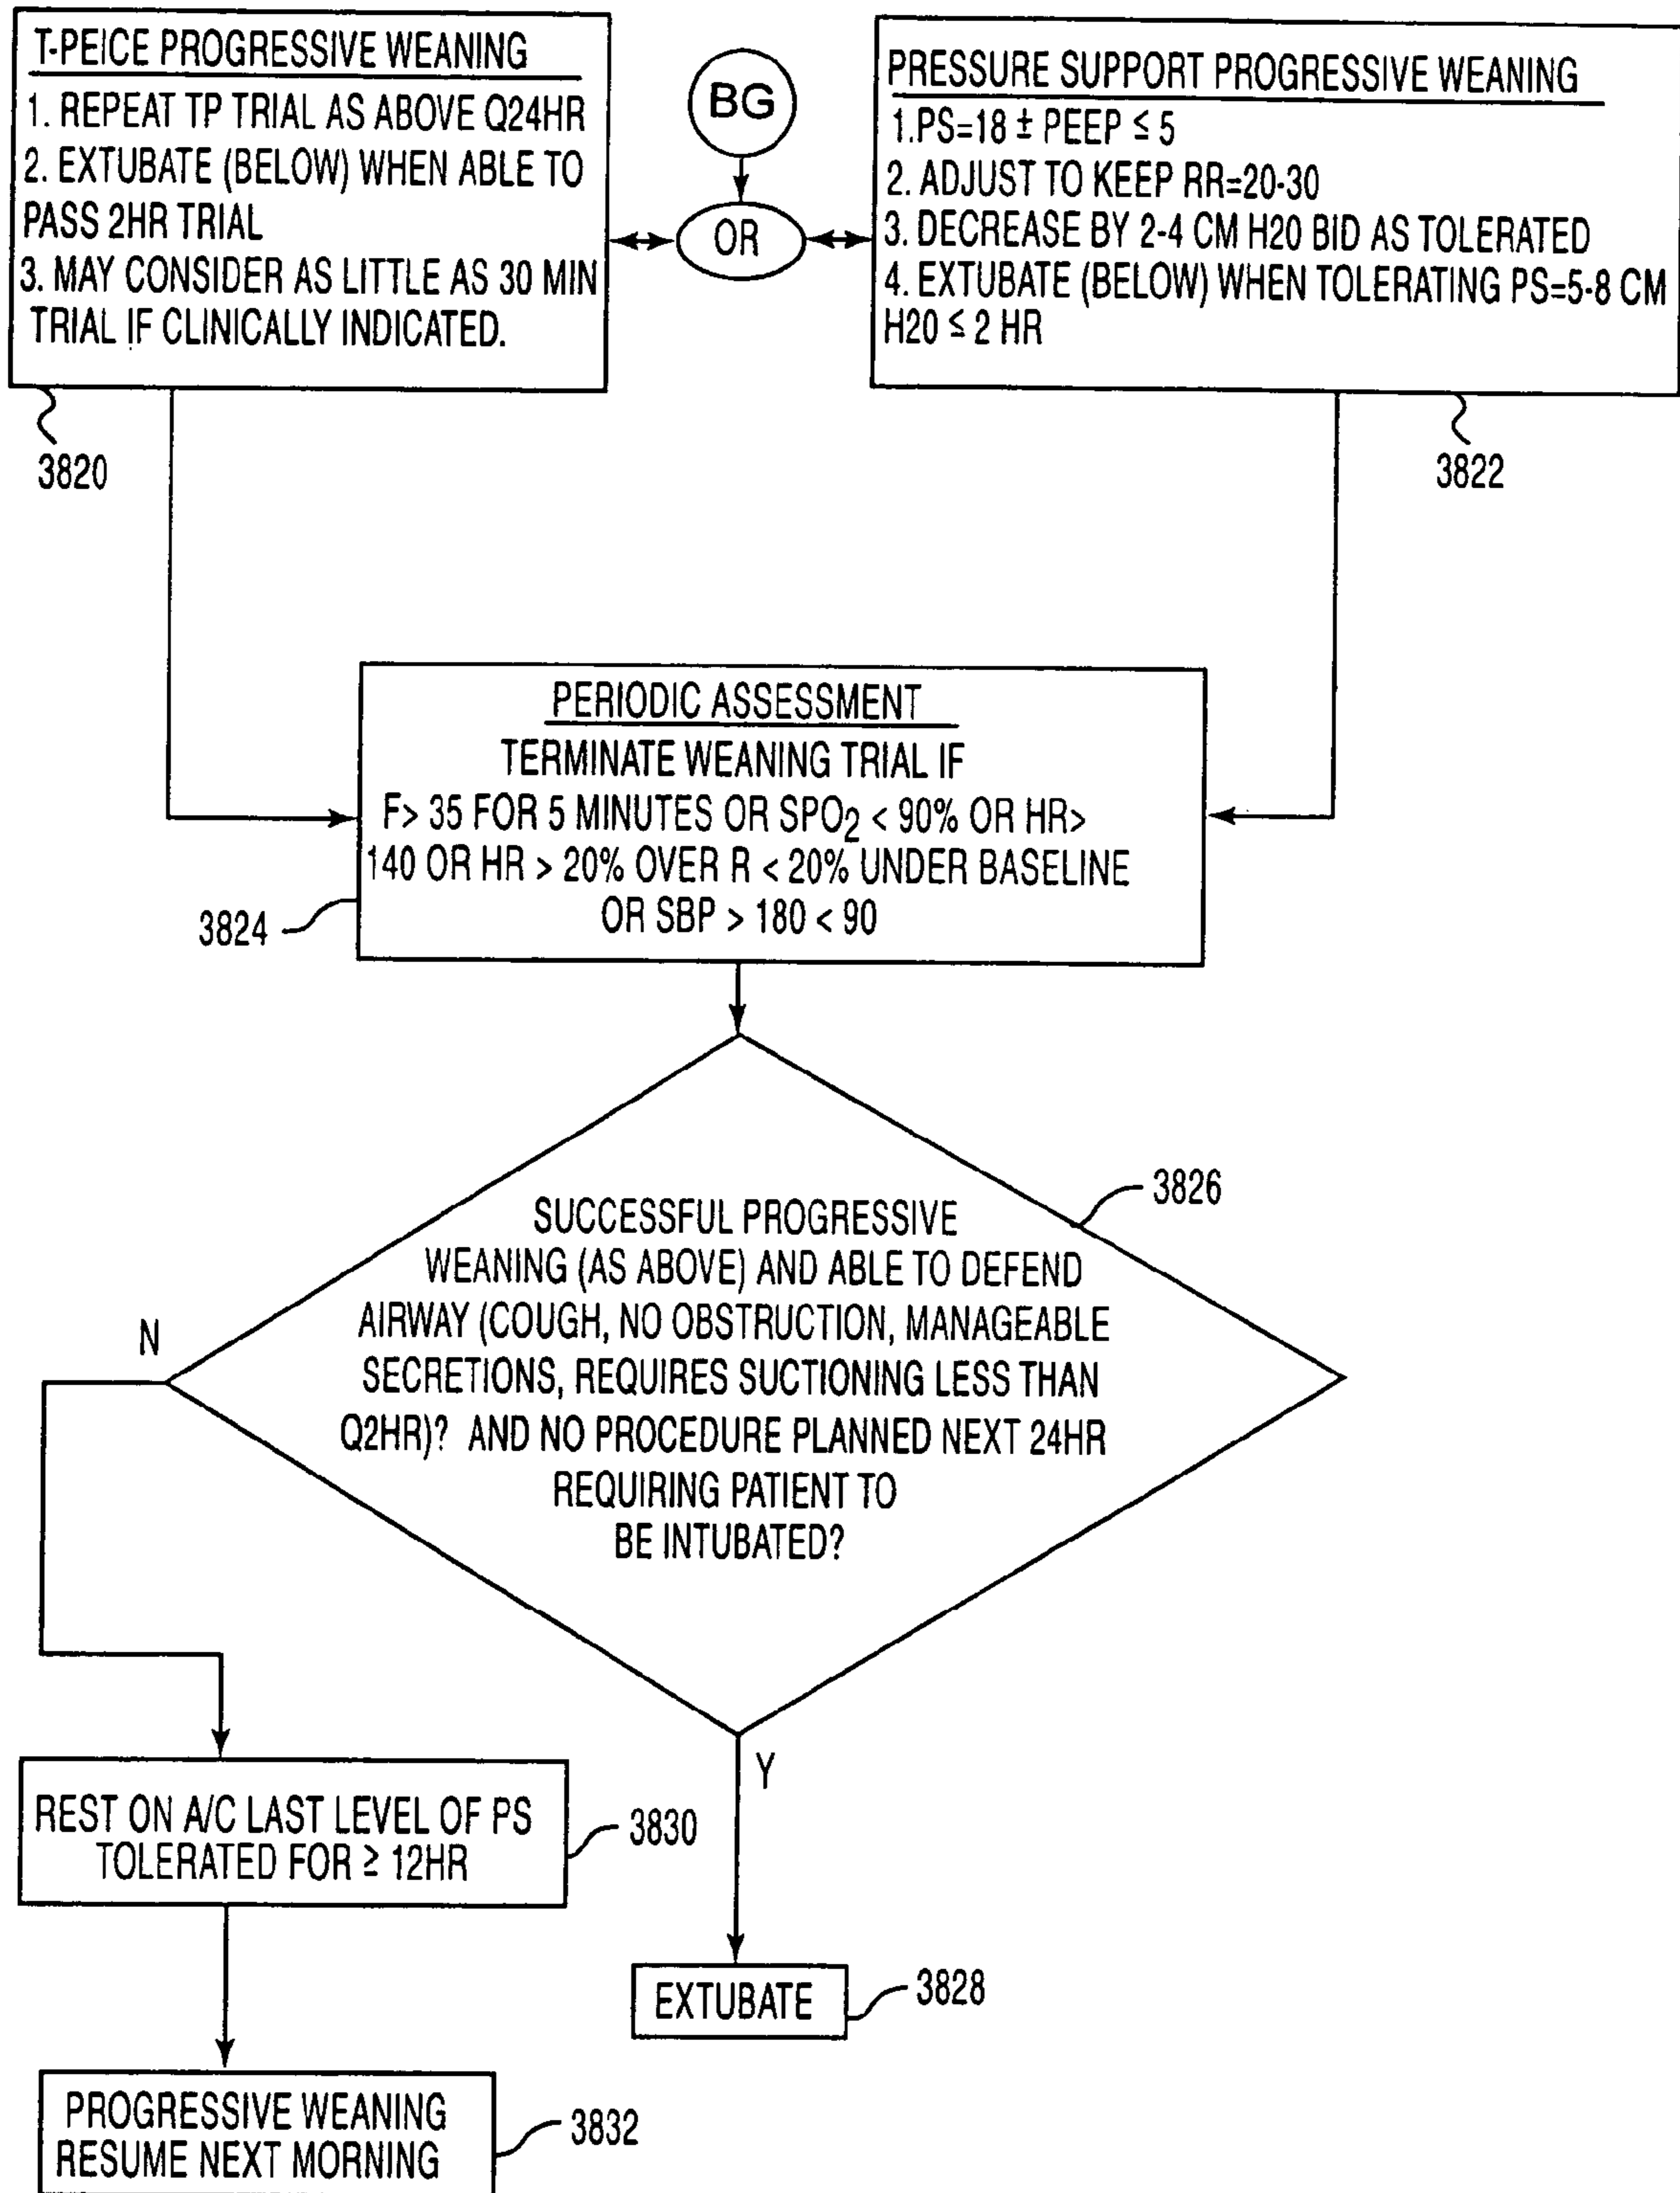 T-PEICE PROGRESSIVE WEANING
1. REPEAT TP TRIAL AS ABOVE Q24HR
2. EXTUBATE (BELOW) WHEN ABLE TO
PASS 2HR TRIAL
3. MAY CONSIDER AS LITTLE AS 30 MIN
TRIAL IF CLINICALLY INDICATED.
3820
BG
OR
PRESSURE SUPPORT PROGRESSIVE WEANING
1.PS=18 ± PEEP ≤ 5
2. ADJUST TO KEEP RR=20-30
3. DECREASE BY 2-4 CM H20 BID AS TOLERATED
4. EXTUBATE (BELOW) WHEN TOLERATING PS=5-8 CM
H20 ≤ 2 HR
3822
PERIODIC ASSESSMENT
TERMINATE WEANING TRIAL IF
F> 35 FOR 5 MINUTES OR SPO₂ < 90% OR HR>
140 OR HR > 20% OVER R < 20% UNDER BASELINE
OR SBP > 180 < 90
3824
SUCCESSFUL PROGRESSIVE
WEANING (AS ABOVE) AND ABLE TO DEFEND
AIRWAY (COUGH, NO OBSTRUCTION, MANAGEABLE
SECRETIONS, REQUIRES SUCTIONING LESS THAN
Q2HR)? AND NO PROCEDURE PLANNED NEXT 24HR
REQUIRING PATIENT TO
BE INTUBATED?
3826
N
Y
REST ON A/C LAST LEVEL OF PS
TOLERATED FOR ≥ 12HR
3830
EXTUBATE
3828
PROGRESSIVE WEANING
RESUME NEXT MORNING
3832